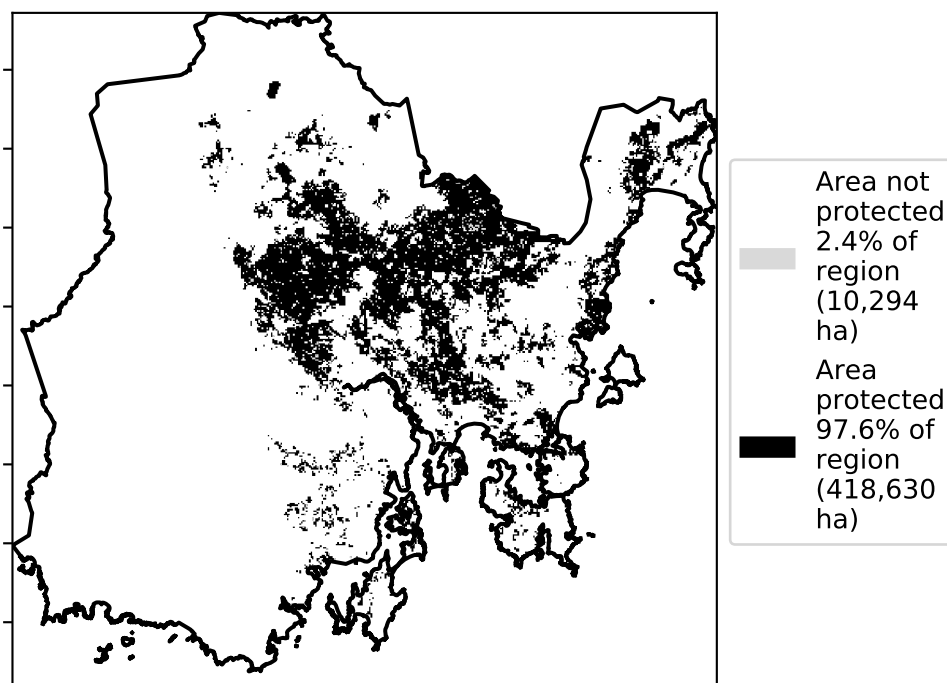 Area not
protected
2.4% of
region
(10,294
ha)
Area
protected
97.6% of
region
(418,630
ha)